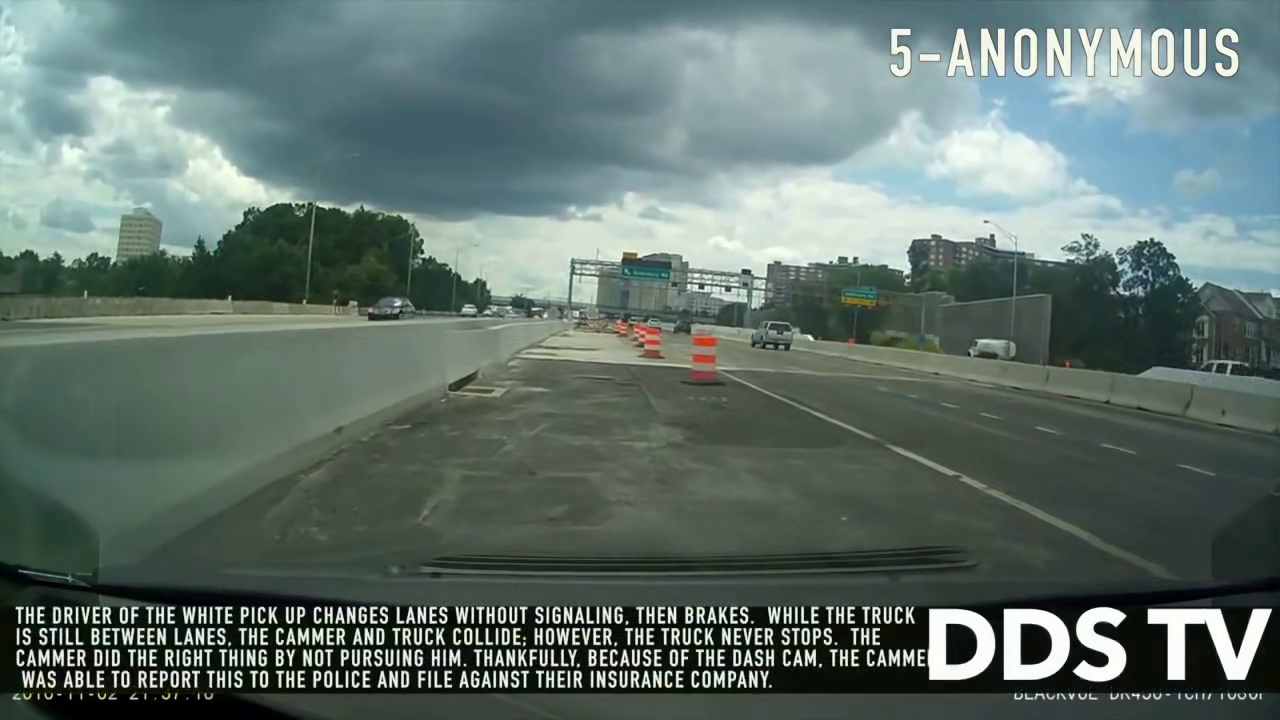 5-ANONYMOUS
THE DRIVER OF THE WHITE PICK UP CHANGES LANES WITHOUT SIGNALING, THEN BRAKES. WHILE THE TRUCK
IS STILL BETWEEN LANES, THE CAMMER AND TRUCK COLLIDE; HOWEVER, THE TRUCK NEVER STOPS. THE
CAMMER DID THE RIGHT THING BY NOT PURSUING HIM. THANKFULLY, BECAUSE OF THE DASH CAM, THE CAMMER
WAS ABLE TO REPORT THIS TO THE POLICE AND FILE AGAINST THEIR INSURANCE COMPANY.
DDS TV